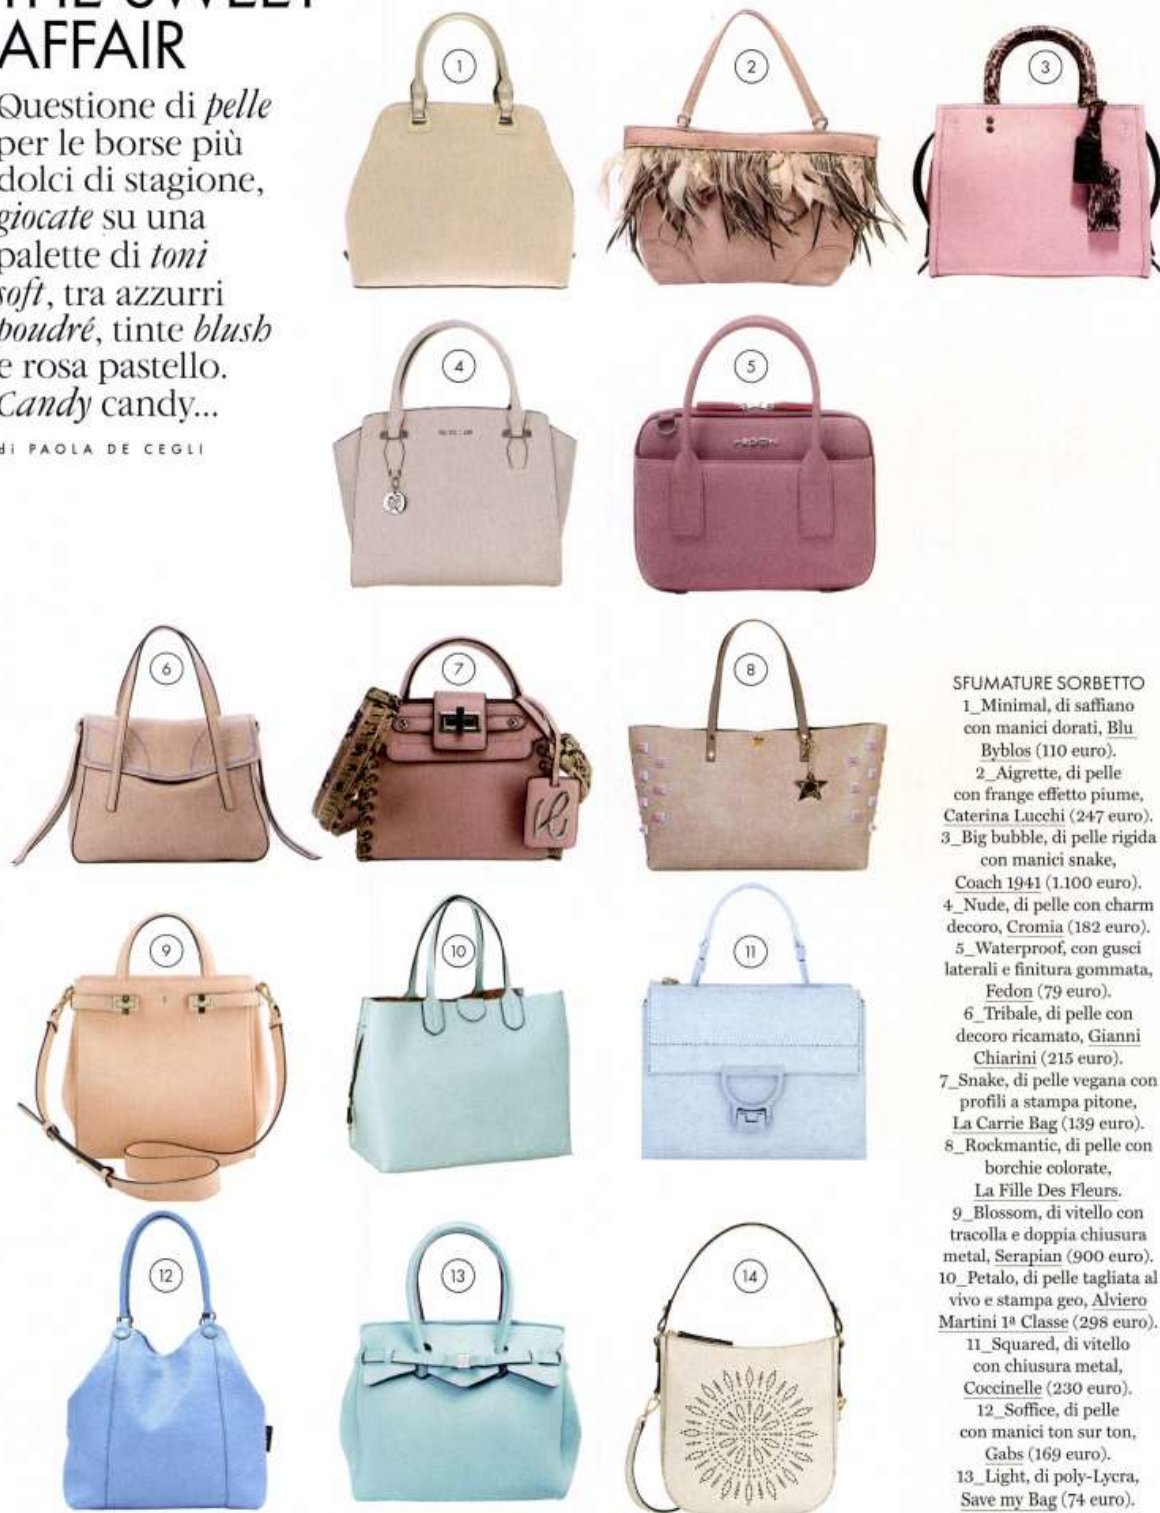 AFFAIR
Questione di pelle
per le borse più
dolci di stagione,
giocate su una
palette di toni
soft, tra azzurri
poudré, tinte blush
e rosa pastello.
Candy candy...
di PAOLA DE CEGLI
1
2
3
4
5
6
7
8
9
10
11
12
13
14
SFUMATURE SORBETTO
1_Minimal, di saffiano
con manici dorati, Blu
Byblos (110 euro).
2_Aigrette, di pelle
con frange effetto piume,
Caterina Lucchi (247 euro).
3_Big bubble, di pelle rigida
con manici snake,
Coach 1941 (1.100 euro).
4_Nude, di pelle con charm
decoro, Cromia (182 euro).
5_Waterproof, con gusci
laterali e finitura gommata,
Fedon (79 euro).
6_Tribale, di pelle con
decoro ricamato, Gianni
Chiarini (215 euro).
7_Snake, di pelle vegana con
profili a stampa pitone,
La Carrie Bag (139 euro).
8_Rockmantic, di pelle con
borchie colorate,
La Fille Des Fleurs.
9_Blossom, di vitello con
tracolla e doppia chiusura
metal, Serapian (900 euro).
10_Petalo, di pelle tagliata al
vivo e stampa geo, Alviero
Martini 1ª Classe (298 euro).
11_Squared, di vitello
con chiusura metal,
Coccinelle (230 euro).
12_Soffice, di pelle
con manici ton sur ton,
Gabs (169 euro).
13_Light, di poly-Lycra,
Save my Bag (74 euro).